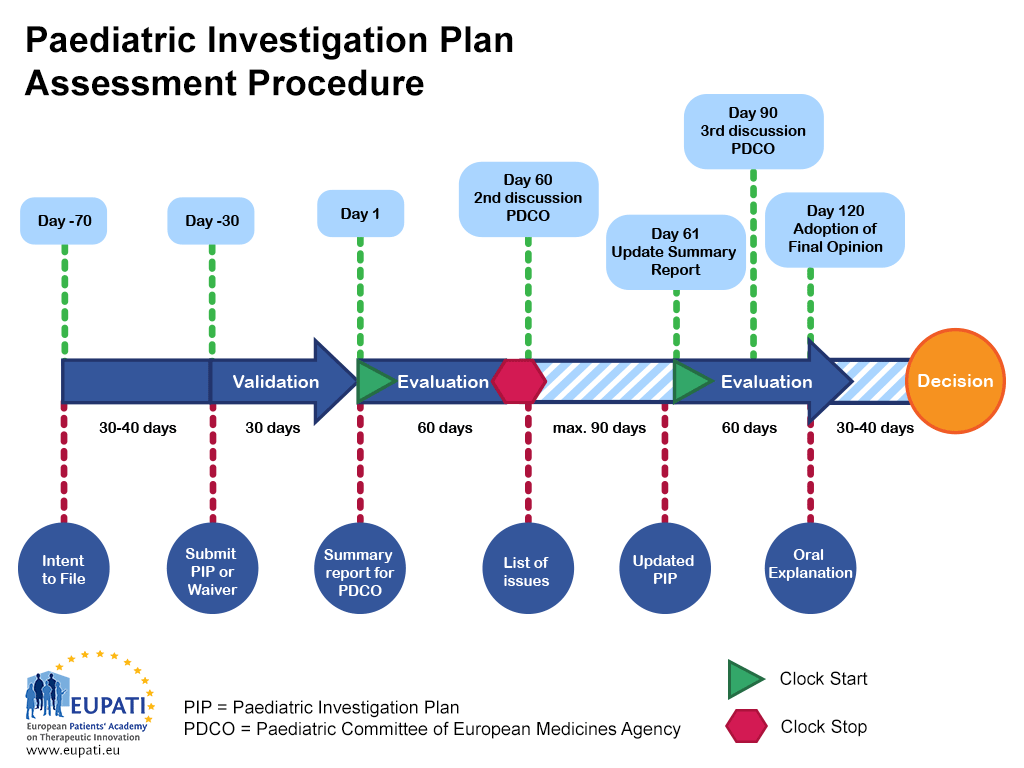 Paediatric Investigation Plan
Assessment Procedure
Day 90
3rd discussion
PDCO
Day 60
2nd discussion
PDCO
Day -70
Day -30
Day 1
Day 61
Update Summary
Report
Day 120
Adoption of
Final Opinion
Validation
Evaluation
Evaluation
Decision
30-40 days
30 days
60 days
max. 90 days
60 days
30-40 days
Intent
to File
Submit
PIP or
Waiver
Summary
report for
PDCO
List of
issues
Updated
PIP
Oral
Explanation
EUPATI
European Patients' Academy
on Therapeutic Innovation
www.eupati.eu
PIP = Paediatric Investigation Plan
PDCO = Paediatric Committee of European Medicines Agency
Clock Start
Clock Stop